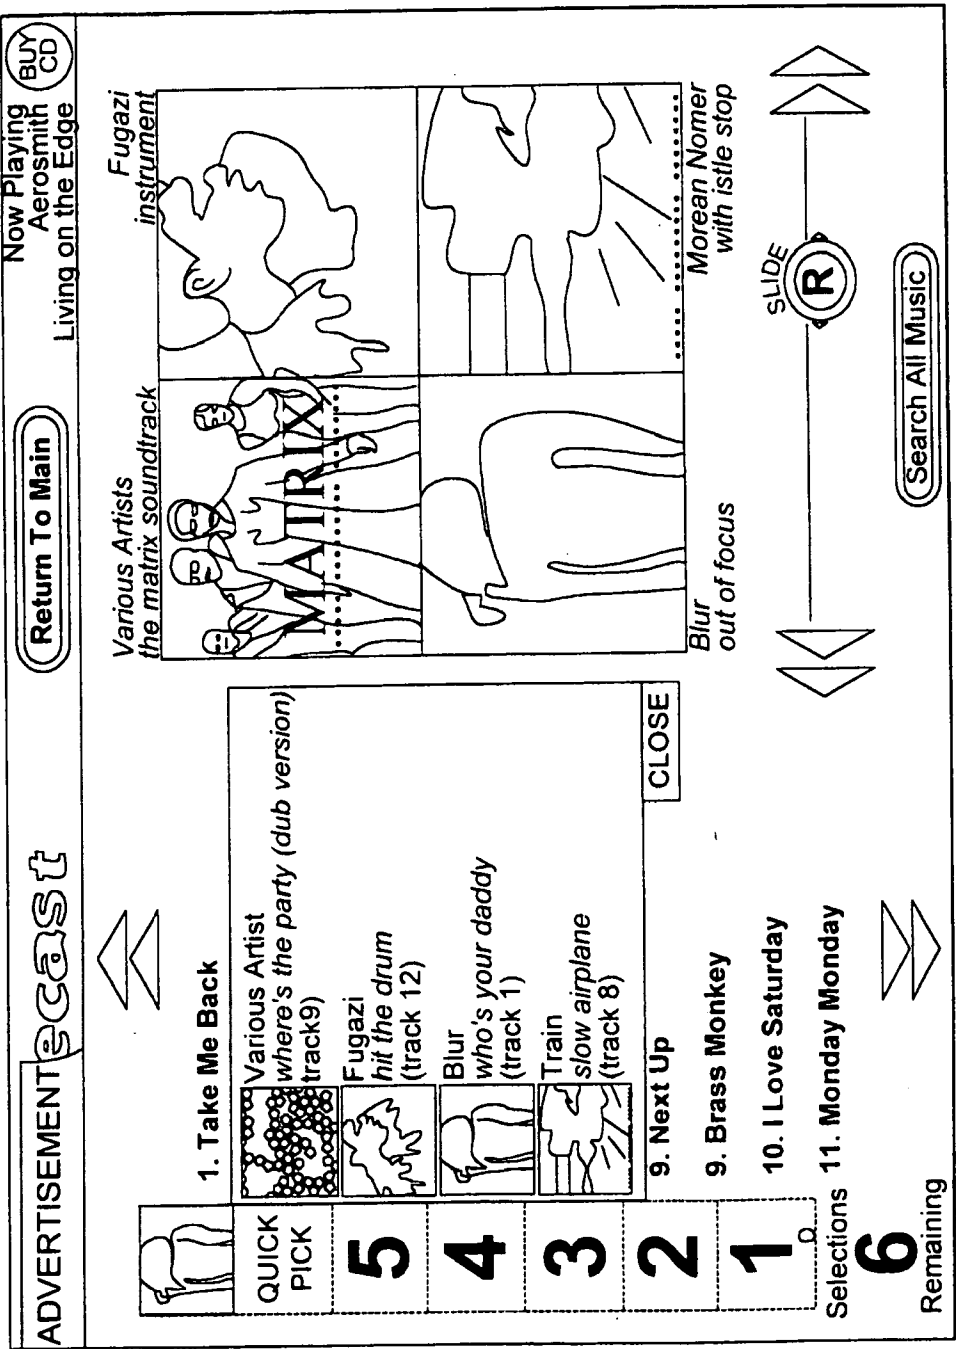 ADVERTISEMENT
ecast
Return To Main
Now Playing
Aerosmith
Living on the Edge
BUY
CD
QUICK
PICK
5
4
3
2
1
Selections
6
Remaining
1. Take Me Back
Various Artist
where's the party (dub version)
track9)
Fugazi
hit the drum
(track 12)
Blur
who's your daddy
(track 1)
Train
slow airplane
(track 8)
CLOSE
9. Next Up
9. Brass Monkey
10. I Love Saturday
11. Monday Monday
Various Artists
the matrix soundtrack
MATRIX
Fugazi
instrument
Blur
out of focus
Morean Nomer
with istle stop
SLIDE
R
Search All Music